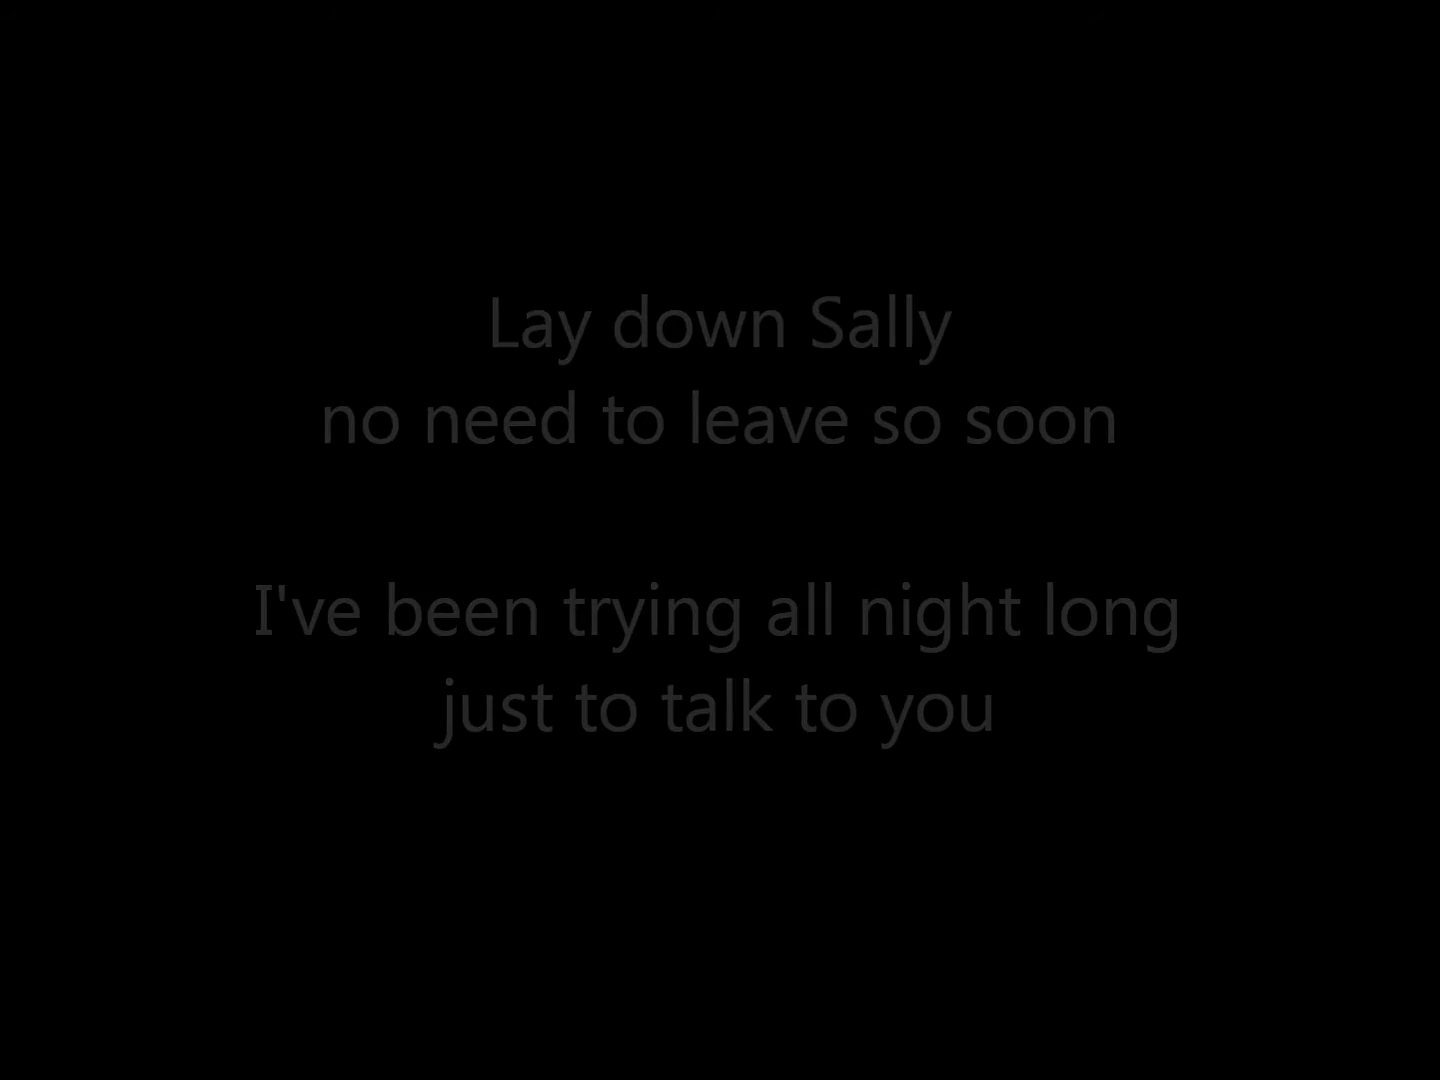 Lay down Sally
no need to leave so soon
I've been trying all night long
just to talk to you